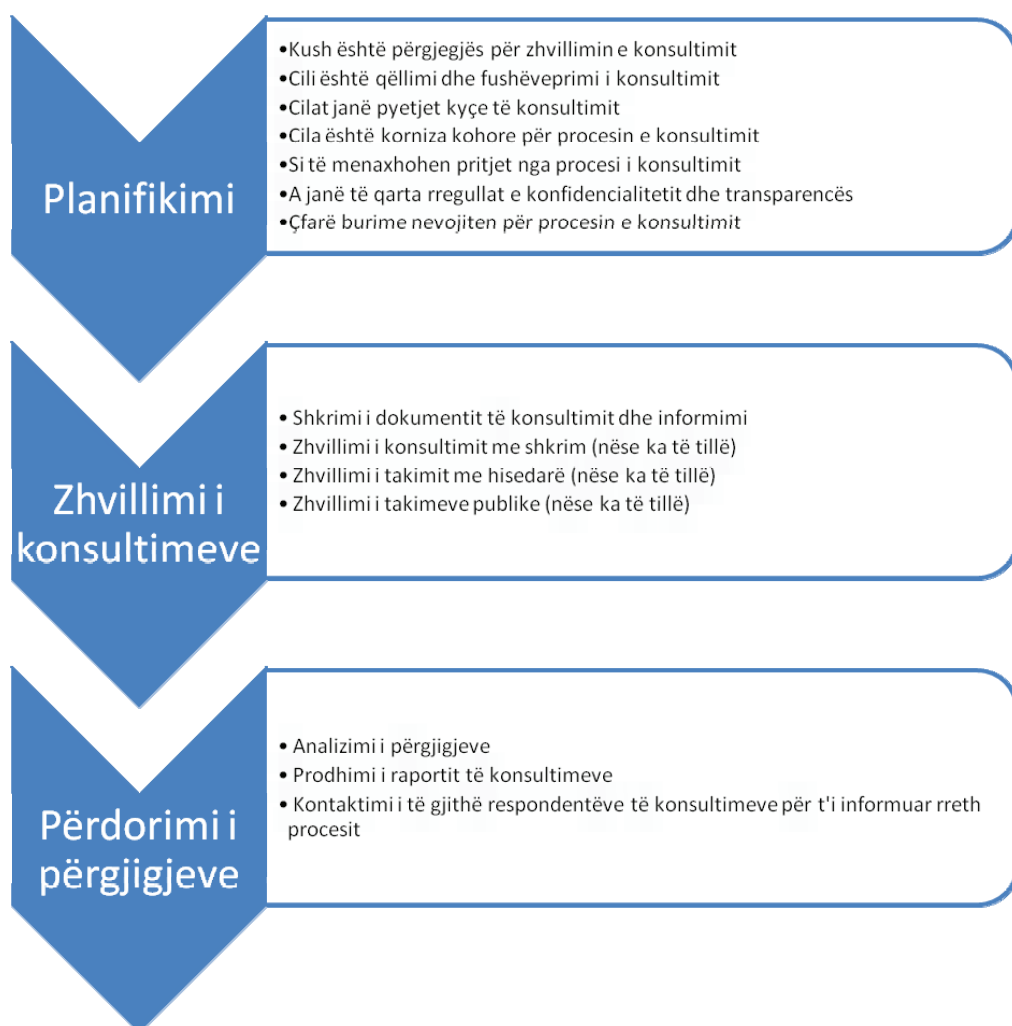 Planifikimi
•Kush është përgjegjës për zhvillimin e konsultimit
•Cili është qëllimi dhe fushëveprimi i konsultimit
•Cilat janë pyetjet kyçe të konsultimit
•Cila është korniza kohore për procesin e konsultimit
•Si të menaxhohen pritjet nga procesi i konsultimit
•A janë të qarta rregullat e konfidencialitetit dhe transparencës
•Çfarë burime nevojiten për procesin e konsultimit
Zhvillimi i
konsultimeve
• Shkrimi i dokumentit të konsultimit dhe informimi
• Zhvillimi i konsultimit me shkrim (nëse ka të tillë)
• Zhvillimi i takimit me hisedarë (nëse ka të tillë)
• Zhvillimi i takimeve publike (nëse ka të tillë)
Përdorimi i
përgjigjeve
• Analizimi i përgjigjeve
• Prodhimi i raportit të konsultimeve
• Kontaktimi i të gjithë respondentëve të konsultimeve për t'i informuar rreth
procesit